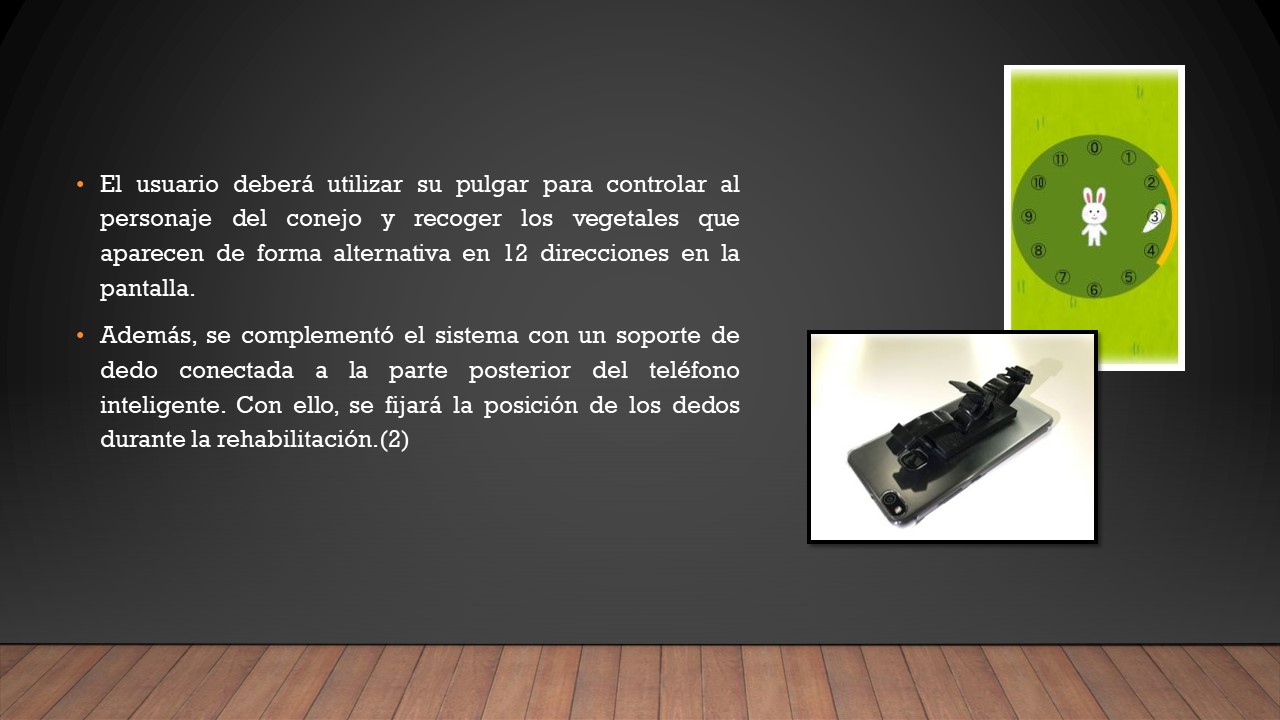 El usuario deberá utilizar su pulgar para controlar al
personaje del conejo y recoger los vegetales que
aparecen de forma alternativa en 12 direcciones en la
pantalla.
Además, se complementó el sistema con un soporte de
dedo conectada a la parte posterior del teléfono
inteligente. Con ello, se fijará la posición de los dedos
durante la rehabilitación.(2)
0
11
1
10
2
9
3
8
4
7
5
6